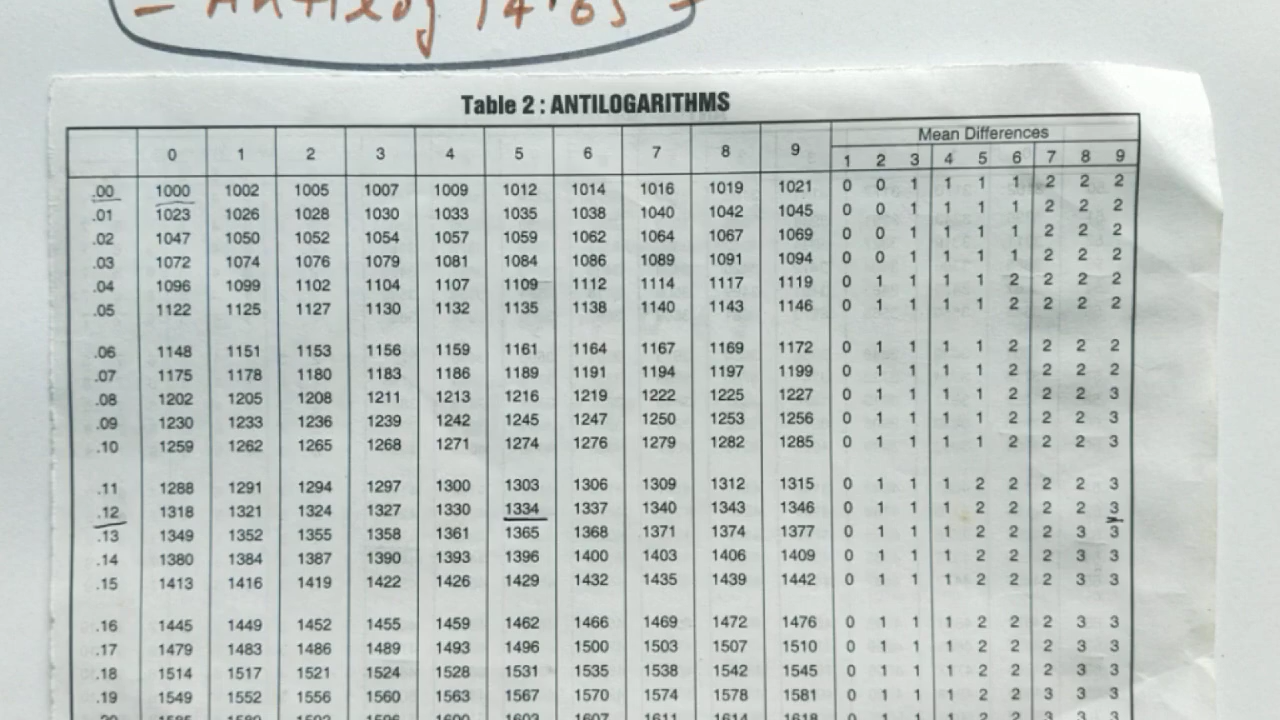 - Antilog 14.65
Table 2 : ANTILOGARITHMS
Mean Differences
0 1 2 3 4 5 6 7 8 9 1 2 3 4 5 6 7 8 9
.00 1000 1002 1005 1007 1009 1012 1014 1016 1019 1021 0 0 1 1 1 1 2 2 2
.01 1023 1026 1028 1030 1033 1035 1038 1040 1042 1045 0 0 1 1 1 1 2 2 2
.02 1047 1050 1052 1054 1057 1059 1062 1064 1067 1069 0 0 1 1 1 1 2 2 2
.03 1072 1074 1076 1079 1081 1084 1086 1089 1091 1094 0 0 1 1 1 1 2 2 2
.04 1096 1099 1102 1104 1107 1109 1112 1114 1117 1119 0 1 1 1 1 2 2 2 2
.05 1122 1125 1127 1130 1132 1135 1138 1140 1143 1146 0 1 1 1 1 2 2 2 2
.06 1148 1151 1153 1156 1159 1161 1164 1167 1169 1172 0 1 1 1 1 2 2 2 2
.07 1175 1178 1180 1183 1186 1189 1191 1194 1197 1199 0 1 1 1 1 2 2 2 2
.08 1202 1205 1208 1211 1213 1216 1219 1222 1225 1227 0 1 1 1 1 2 2 2 3
.09 1230 1233 1236 1239 1242 1245 1247 1250 1253 1256 0 1 1 1 1 2 2 2 3
.10 1259 1262 1265 1268 1271 1274 1276 1279 1282 1285 0 1 1 1 1 2 2 2 3
.11 1288 1291 1294 1297 1300 1303 1306 1309 1312 1315 0 1 1 1 2 2 2 2 3
.12 1318 1321 1324 1327 1330 1334 1337 1340 1343 1346 0 1 1 1 2 2 2 2 3
.13 1349 1352 1355 1358 1361 1365 1368 1371 1374 1377 0 1 1 1 2 2 2 3 3
.14 1380 1384 1387 1390 1393 1396 1400 1403 1406 1409 0 1 1 1 2 2 2 3 3
.15 1413 1416 1419 1422 1426 1429 1432 1435 1439 1442 0 1 1 1 2 2 2 3 3
.16 1445 1449 1452 1455 1459 1462 1466 1469 1472 1476 0 1 1 1 2 2 2 3 3
.17 1479 1483 1486 1489 1493 1496 1500 1503 1507 1510 0 1 1 1 2 2 2 3 3
.18 1514 1517 1521 1524 1528 1531 1535 1538 1542 1545 0 1 1 1 2 2 2 3 3
.19 1549 1552 1556 1560 1563 1567 1570 1574 1578 1581 0 1 1 1 2 2 3 3 3